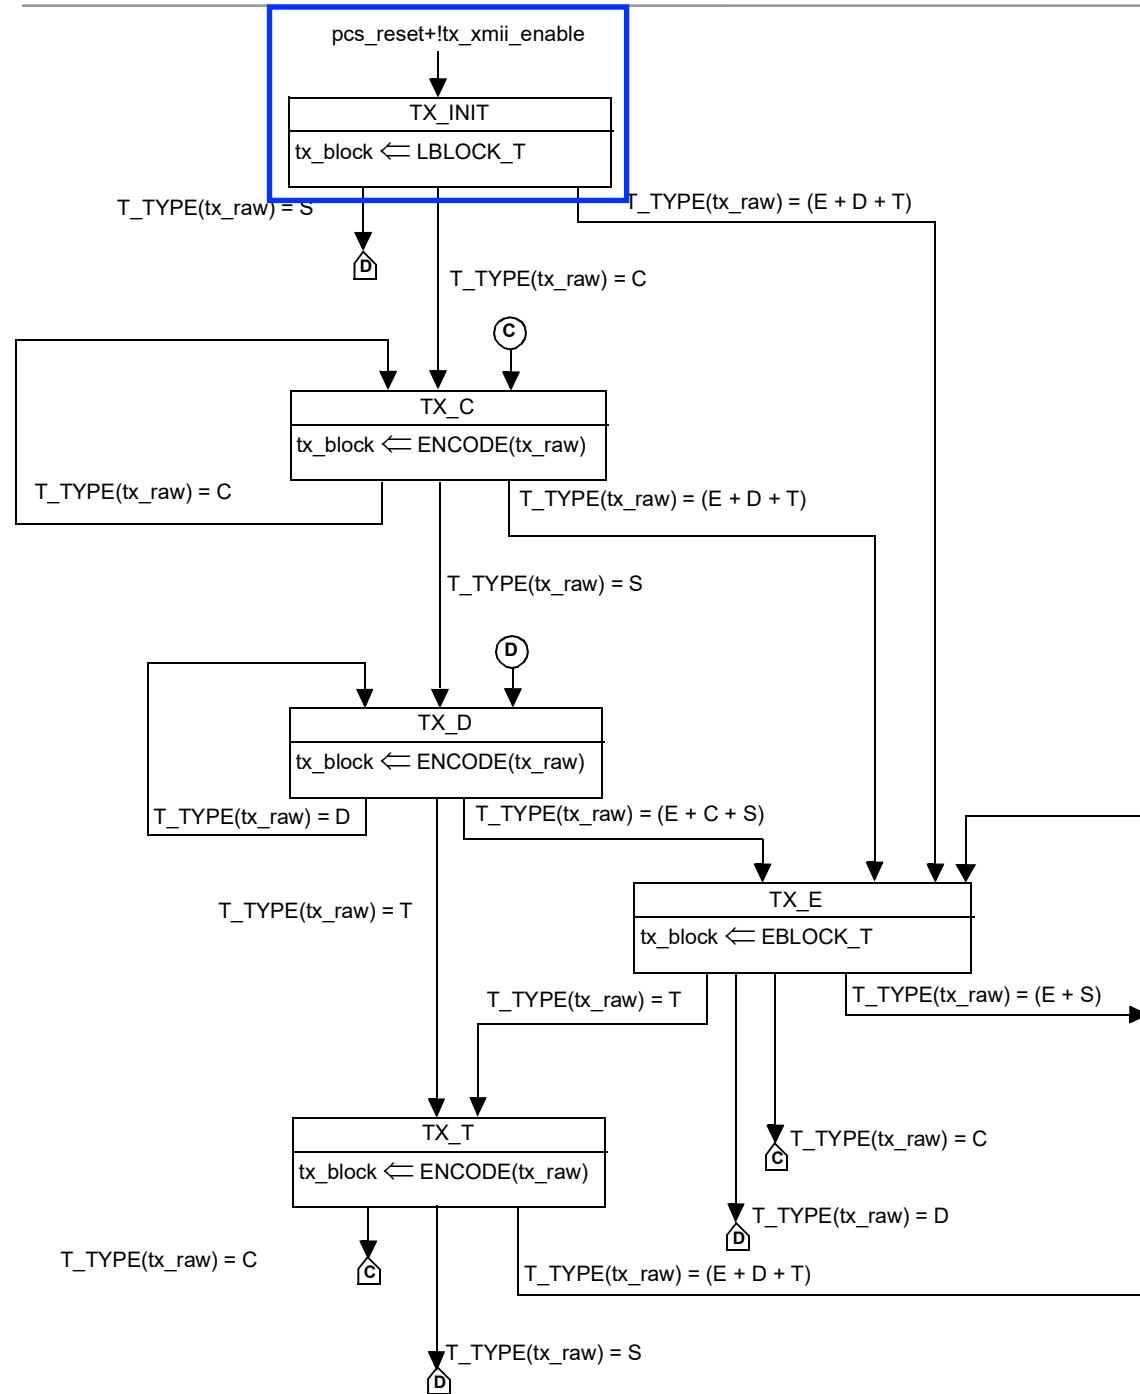 pcs_reset+!tx_xmii_enable
TX_INIT
tx_block ⇐ LBLOCK_T
T_TYPE(tx_raw) = S
T_TYPE(tx_raw) = (E + D + T)
D
T_TYPE(tx_raw) = C
C
TX_C
tx_block ⇐ ENCODE(tx_raw)
T_TYPE(tx_raw) = C
T_TYPE(tx_raw) = (E + D + T)
T_TYPE(tx_raw) = S
D
TX_D
tx_block ⇐ ENCODE(tx_raw)
T_TYPE(tx_raw) = D
T_TYPE(tx_raw) = (E + C + S)
TX_E
T_TYPE(tx_raw) = T
tx_block ⇐ EBLOCK_T
T_TYPE(tx_raw) = T
T_TYPE(tx_raw) = (E + S)
TX_T
T_TYPE(tx_raw) = C
C
tx_block ⇐ ENCODE(tx_raw)
T_TYPE(tx_raw) = D
D
T_TYPE(tx_raw) = C
C
T_TYPE(tx_raw) = (E + D + T)
T_TYPE(tx_raw) = S
D